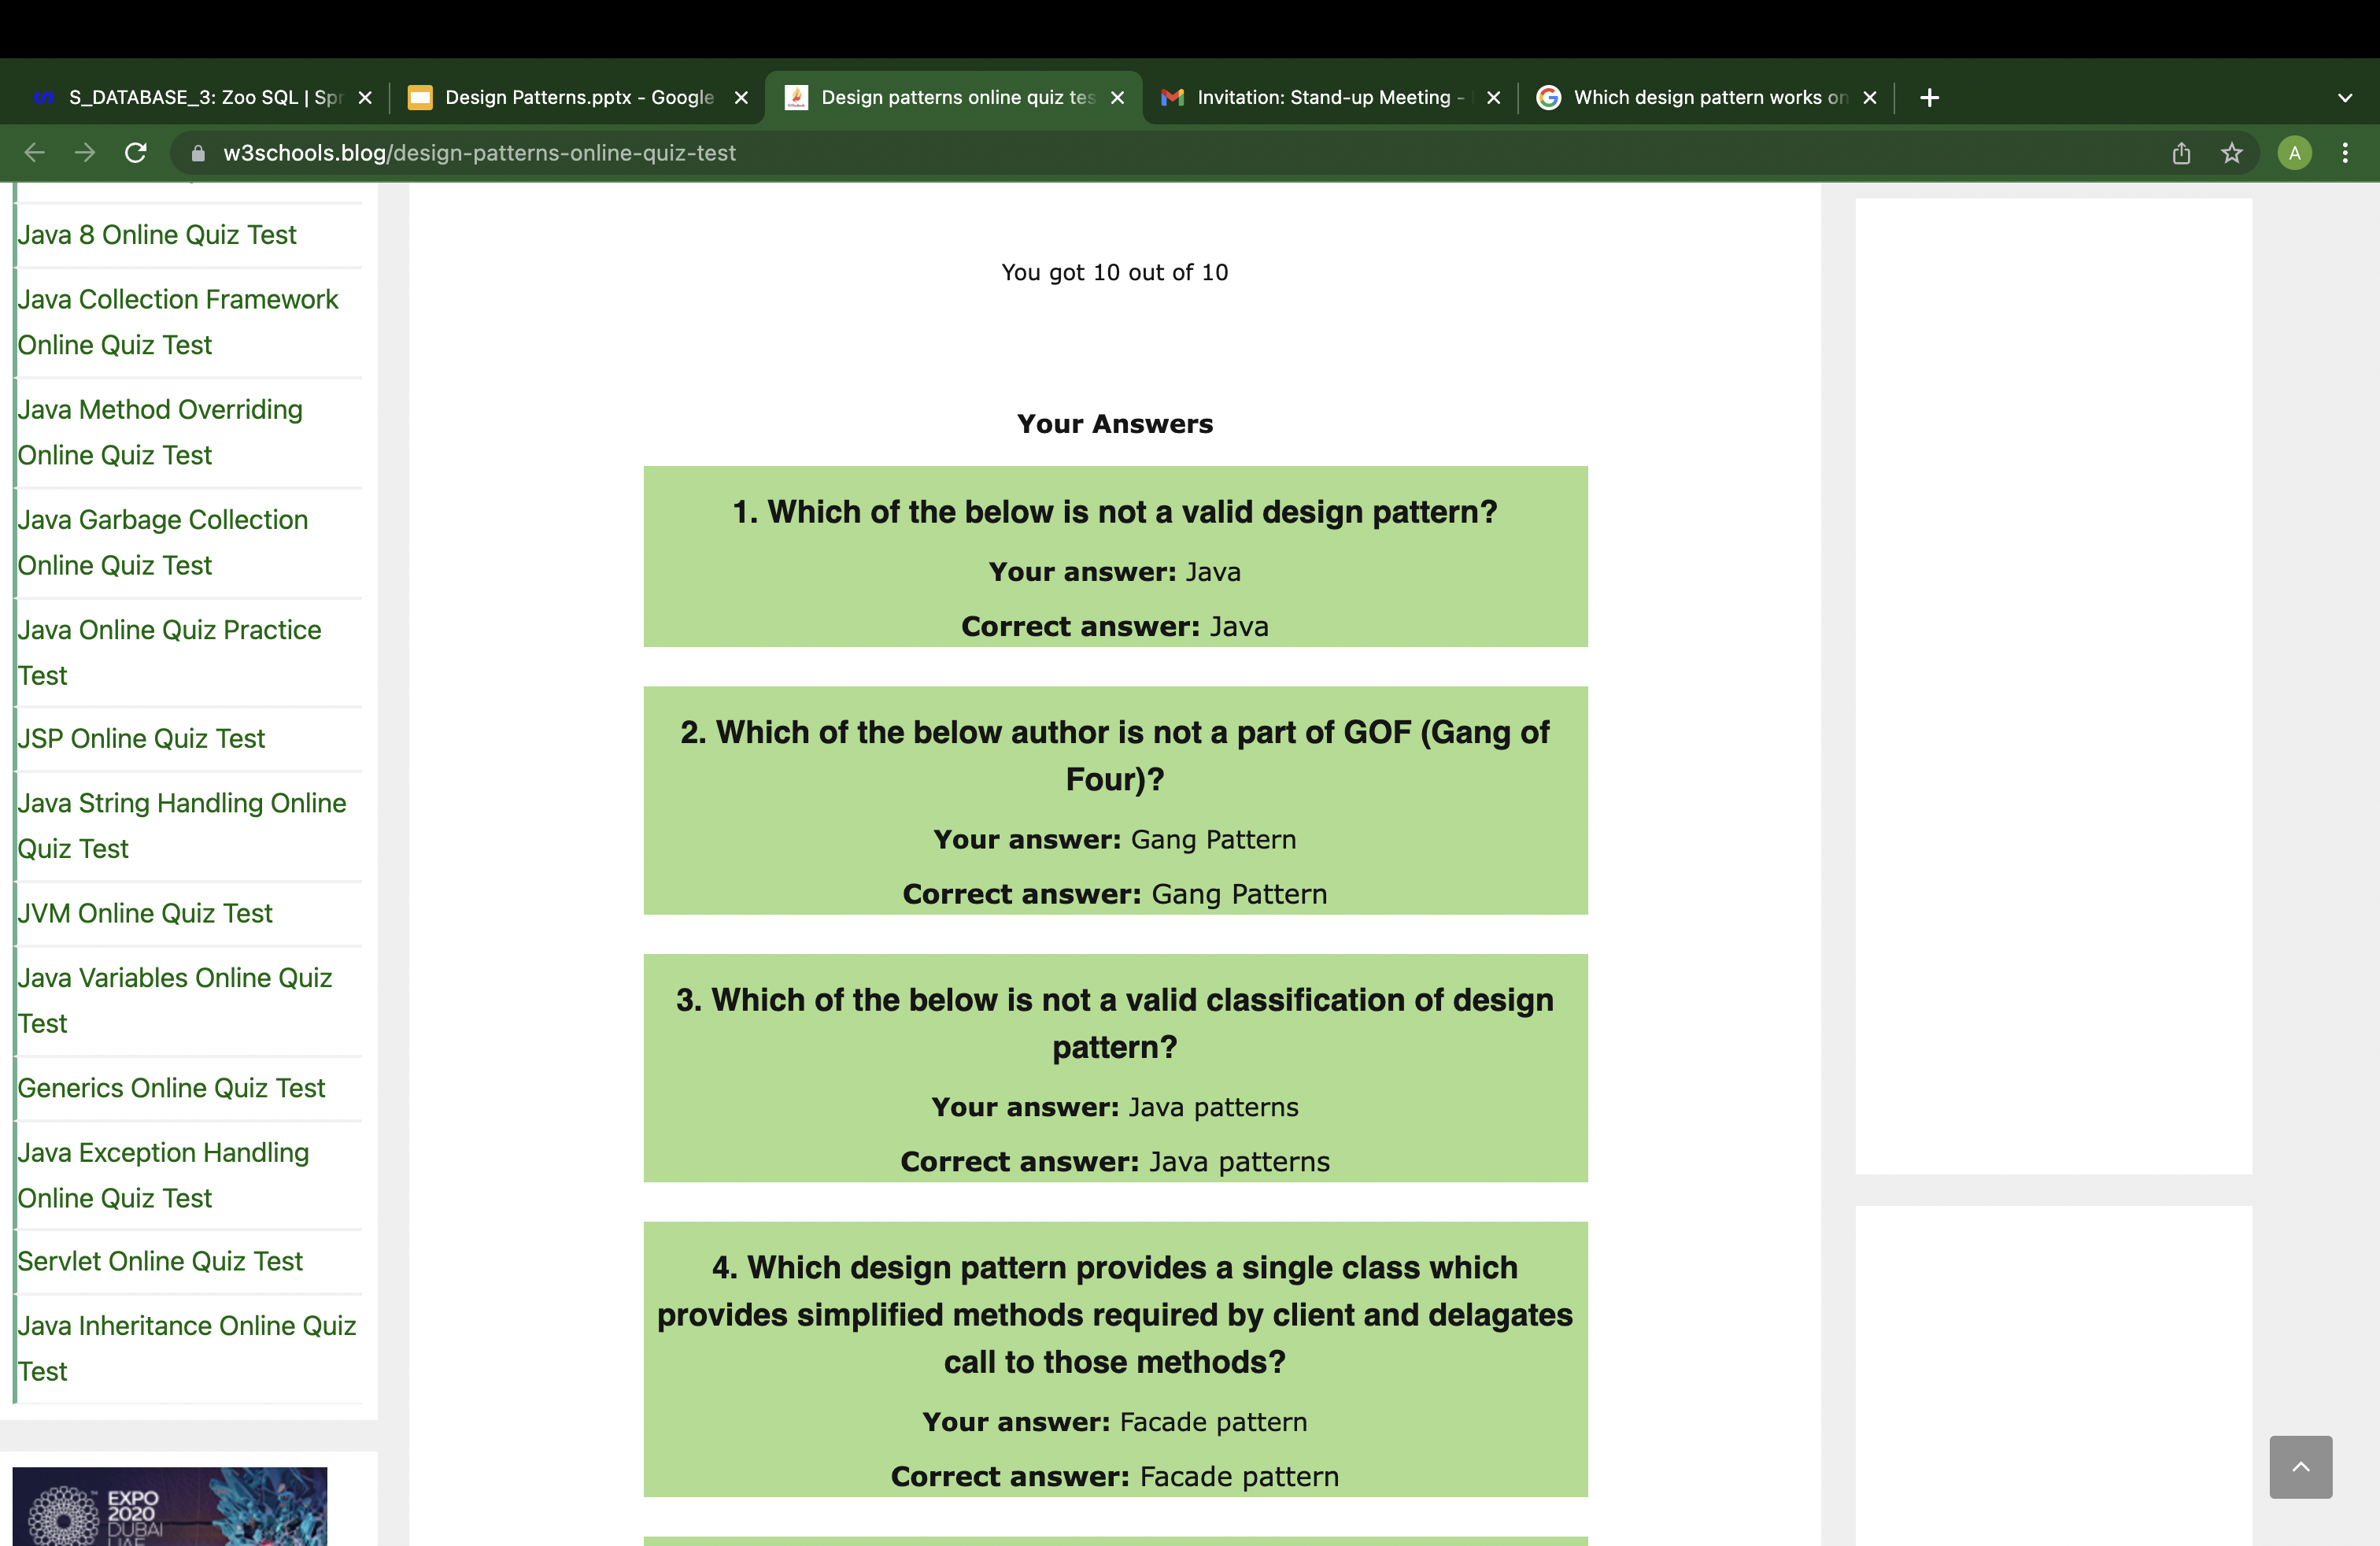 S_DATABASE_3: Zoo SQL | Spr
Design Patterns.pptx - Google
Design patterns online quiz tes
Invitation: Stand-up Meeting -
Which design pattern works on
w3schools.blog/design-patterns-online-quiz-test
A
Java 8 Online Quiz Test
Java Collection Framework
Online Quiz Test
Java Method Overriding
Online Quiz Test
Java Garbage Collection
Online Quiz Test
Java Online Quiz Practice
Test
JSP Online Quiz Test
Java String Handling Online
Quiz Test
JVM Online Quiz Test
Java Variables Online Quiz
Test
Generics Online Quiz Test
Java Exception Handling
Online Quiz Test
Servlet Online Quiz Test
Java Inheritance Online Quiz
Test
EXPO
2020
DUBAI
UAE
You got 10 out of 10
Your Answers
1. Which of the below is not a valid design pattern?
Your answer: Java
Correct answer: Java
2. Which of the below author is not a part of GOF (Gang of
Four)?
Your answer: Gang Pattern
Correct answer: Gang Pattern
3. Which of the below is not a valid classification of design
pattern?
Your answer: Java patterns
Correct answer: Java patterns
4. Which design pattern provides a single class which
provides simplified methods required by client and delagates
call to those methods?
Your answer: Facade pattern
Correct answer: Facade pattern